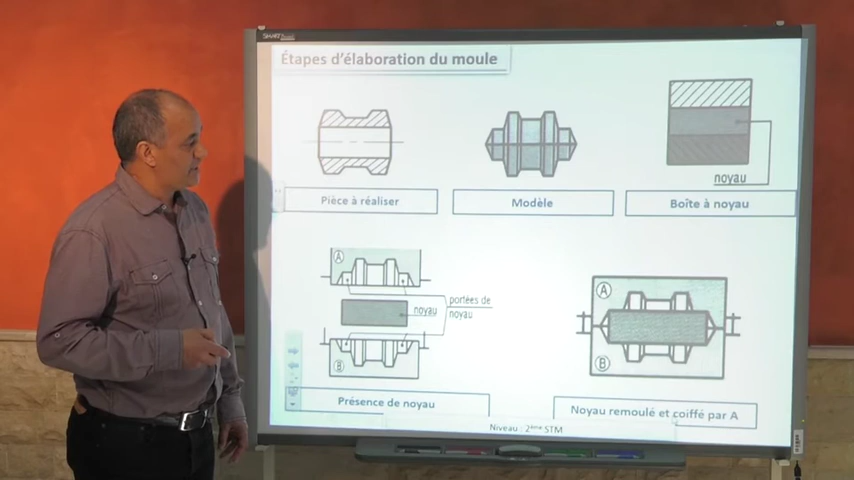 Étapes d'élaboration du moule
noyau
Pièce à réaliser
Modèle
Boîte à noyau
A
noyau
portées de
noyau
B
A
B
Présence de noyau
Noyau remoulé et coiffé par A
Niveau : 2ème STM